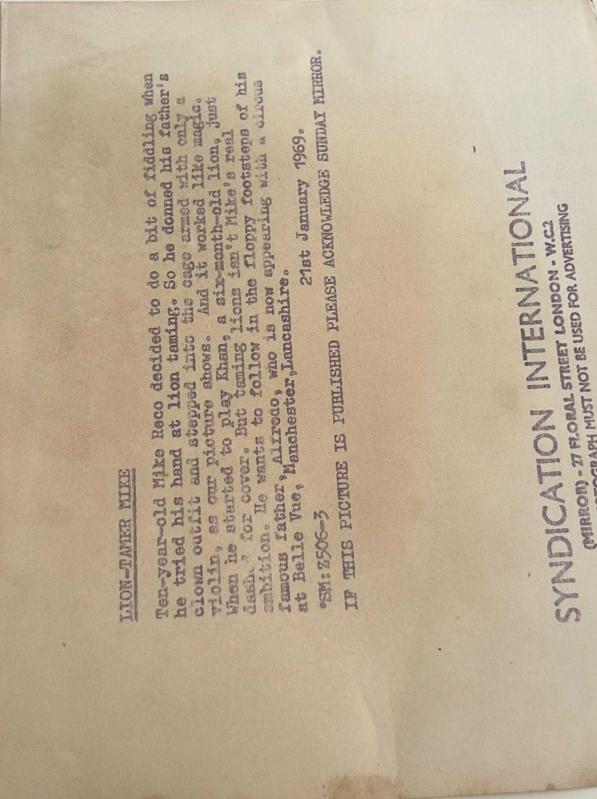 LION-TAMER MIKE
Ten-year-old Mike Reco decided to do a bit of fiddling when
he tried his hand at lion taming. So he donned his father's
clown outfit and stepped into the cage armed with only a
violin, as our picture shows. And it worked like magic.
When he started to play Khan, a six-month-old lion, just
dashed for cover. But taming lions isn't Mike's real
ambition. He wants to follow in the floppy footsteps of his
famous father, Alfredo, who is now appearing with a circus
at Belle Vue, Manchester,Lancashire.
21st January 1969.
*SM:Z506-3
IF THIS PICTURE IS PUBLISHED PLEASE ACKNOWLEDGE SUNDAY MIRROR.
SYNDICATION INTERNATIONAL
(MIRROR) - 27 FLORAL STREET LONDON - W.C.2
PHOTOGRAPH MUST NOT BE USED FOR ADVERTISING